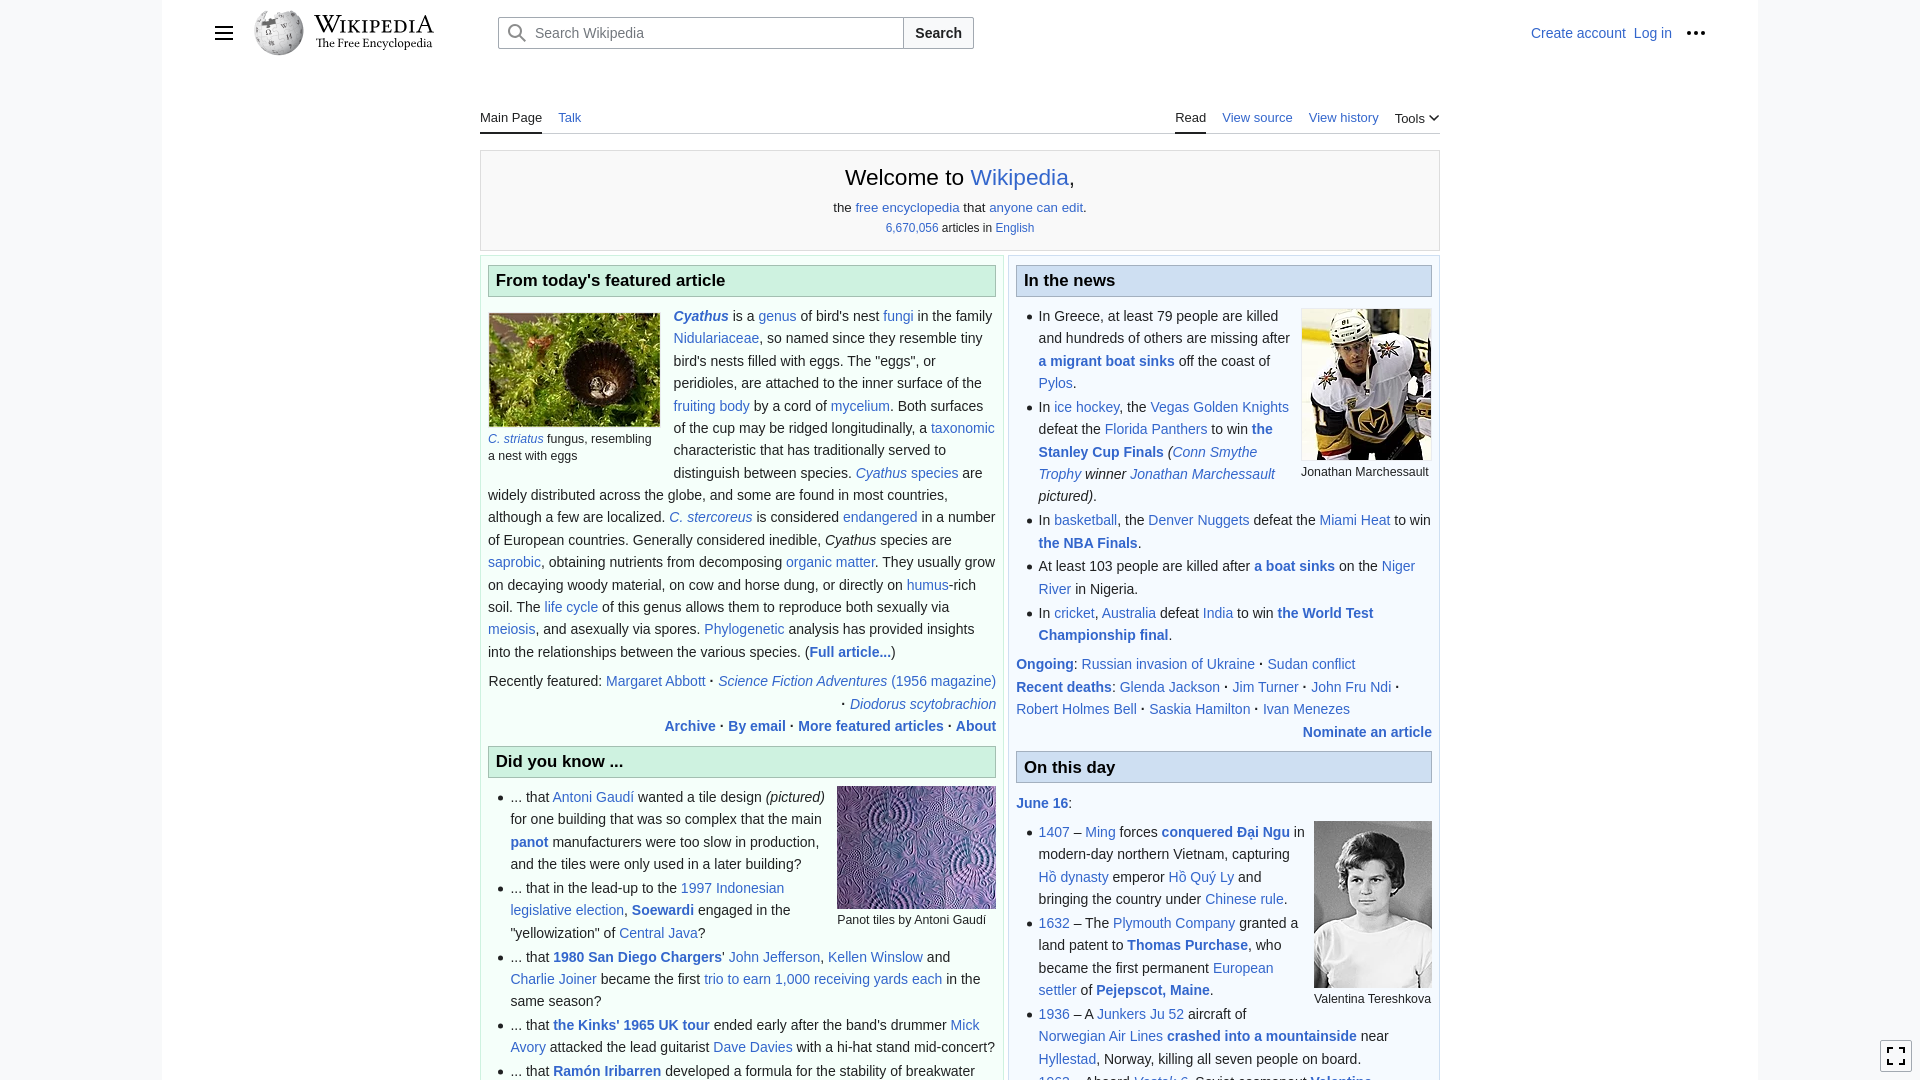 WIKIPEDIA
The Free Encyclopedia
Search Wikipedia
Search
Create account Log in
Main Page Talk
Read View source View history Tools
Welcome to Wikipedia,
the free encyclopedia that anyone can edit.
6,670,056 articles in English
From today's featured article
Cyathus is a genus of bird's nest fungi in the family
Nidulariaceae, so named since they resemble tiny
bird's nests filled with eggs. The "eggs", or
peridioles, are attached to the inner surface of the
fruiting body by a cord of mycelium. Both surfaces
of the cup may be ridged longitudinally, a taxonomic
characteristic that has traditionally served to
distinguish between species. Cyathus species are
widely distributed across the globe, and some are found in most countries,
although a few are localized. C. stercoreus is considered endangered in a number
of European countries. Generally considered inedible, Cyathus species are
saprobic, obtaining nutrients from decomposing organic matter. They usually grow
on decaying woody material, on cow and horse dung, or directly on humus-rich
soil. The life cycle of this genus allows them to reproduce both sexually via
meiosis, and asexually via spores. Phylogenetic analysis has provided insights
into the relationships between the various species. (Full article...)
C. striatus fungus, resembling
a nest with eggs
Recently featured: Margaret Abbott · Science Fiction Adventures (1956 magazine)
· Diodorus scytobrachion
Archive · By email · More featured articles · About
Did you know ...
... that Antoni Gaudí wanted a tile design (pictured)
for one building that was so complex that the main
panot manufacturers were too slow in production,
and the tiles were only used in a later building?
... that in the lead-up to the 1997 Indonesian
legislative election, Soewardi engaged in the
"yellowization" of Central Java?
Panot tiles by Antoni Gaudí
... that 1980 San Diego Chargers' John Jefferson, Kellen Winslow and
Charlie Joiner became the first trio to earn 1,000 receiving yards each in the
same season?
... that the Kinks' 1965 UK tour ended early after the band's drummer Mick
Avory attacked the lead guitarist Dave Davies with a hi-hat stand mid-concert?
... that Ramón Iribarren developed a formula for the stability of breakwater
In the news
In Greece, at least 79 people are killed
and hundreds of others are missing after
a migrant boat sinks off the coast of
Pylos.
In ice hockey, the Vegas Golden Knights
defeat the Florida Panthers to win the
Stanley Cup Finals (Conn Smythe
Trophy winner Jonathan Marchessault
pictured).
Jonathan Marchessault
In basketball, the Denver Nuggets defeat the Miami Heat to win
the NBA Finals.
At least 103 people are killed after a boat sinks on the Niger
River in Nigeria.
In cricket, Australia defeat India to win the World Test
Championship final.
Ongoing: Russian invasion of Ukraine · Sudan conflict
Recent deaths: Glenda Jackson · Jim Turner · John Fru Ndi ·
Robert Holmes Bell · Saskia Hamilton · Ivan Menezes
Nominate an article
On this day
June 16:
1407 – Ming forces conquered Đại Ngu in
modern-day northern Vietnam, capturing
Hồ dynasty emperor Hồ Quý Ly and
bringing the country under Chinese rule.
1632 – The Plymouth Company granted a
land patent to Thomas Purchase, who
became the first permanent European
settler of Pejepscot, Maine.
Valentina Tereshkova
1936 – A Junkers Ju 52 aircraft of
Norwegian Air Lines crashed into a mountainside near
Hyllestad, Norway, killing all seven people on board.
1963 – Aboard Vostok 6, Soviet cosmonaut Valentina